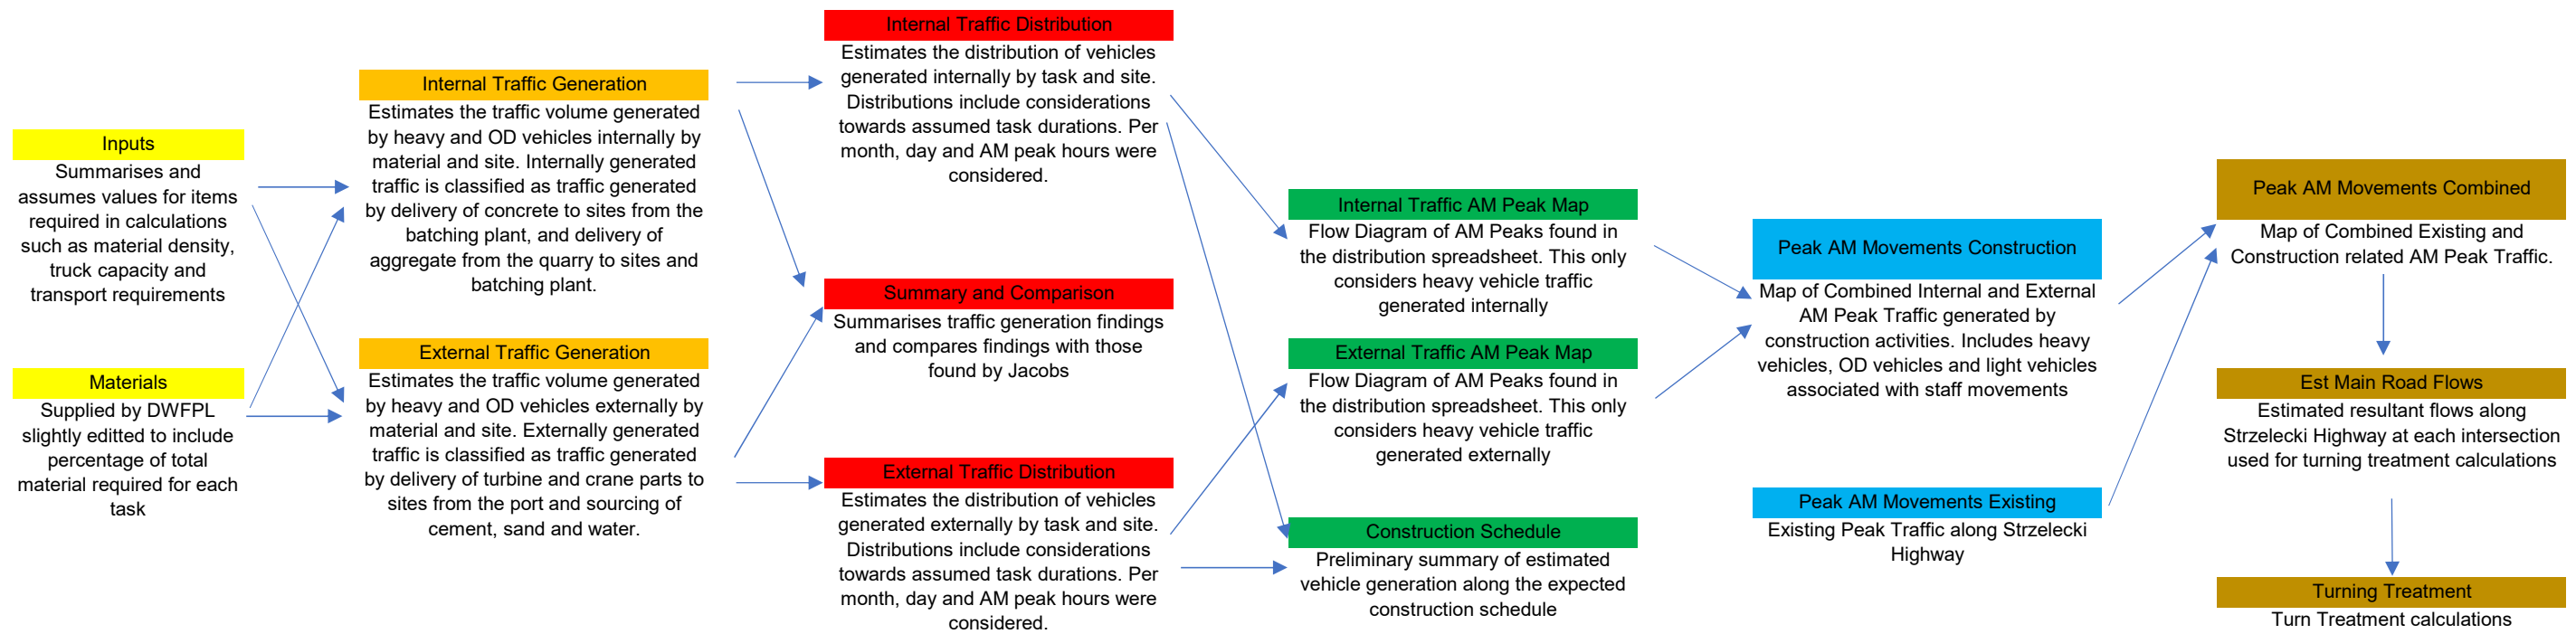 Inputs
Summarises and
assumes values for items
required in calculations
such as material density,
truck capacity and
transport requirements
Materials
Supplied by DWFPL
slightly editted to include
percentage of total
material required for each
task
Internal Traffic Generation
Estimates the traffic volume generated
by heavy and OD vehicles internally by
material and site. Internally generated
traffic is classified as traffic generated
by delivery of concrete to sites from the
batching plant, and delivery of
aggregate from the quarry to sites and
batching plant.
External Traffic Generation
Estimates the traffic volume generated
by heavy and OD vehicles externally by
material and site. Externally generated
traffic is classified as traffic generated
by delivery of turbine and crane parts to
sites from the port and sourcing of
cement, sand and water.
Internal Traffic Distribution
Estimates the distribution of vehicles
generated internally by task and site.
Distributions include considerations
towards assumed task durations. Per
month, day and AM peak hours were
considered.
Summary and Comparison
Summarises traffic generation findings
and compares findings with those
found by Jacobs
External Traffic Distribution
Estimates the distribution of vehicles
generated externally by task and site.
Distributions include considerations
towards assumed task durations. Per
month, day and AM peak hours were
considered.
Internal Traffic AM Peak Map
Flow Diagram of AM Peaks found in
the distribution spreadsheet. This only
considers heavy vehicle traffic
generated internally
External Traffic AM Peak Map
Flow Diagram of AM Peaks found in
the distribution spreadsheet. This only
considers heavy vehicle traffic
generated externally
Construction Schedule
Preliminary summary of estimated
vehicle generation along the expected
construction schedule
Peak AM Movements Construction
Map of Combined Internal and External
AM Peak Traffic generated by
construction activities. Includes heavy
vehicles, OD vehicles and light vehicles
associated with staff movements
Peak AM Movements Existing
Existing Peak Traffic along Strzelecki
Highway
Peak AM Movements Combined
Map of Combined Existing and
Construction related AM Peak Traffic.
Est Main Road Flows
Estimated resultant flows along
Strzelecki Highway at each intersection
used for turning treatment calculations
Turning Treatment
Turn Treatment calculations